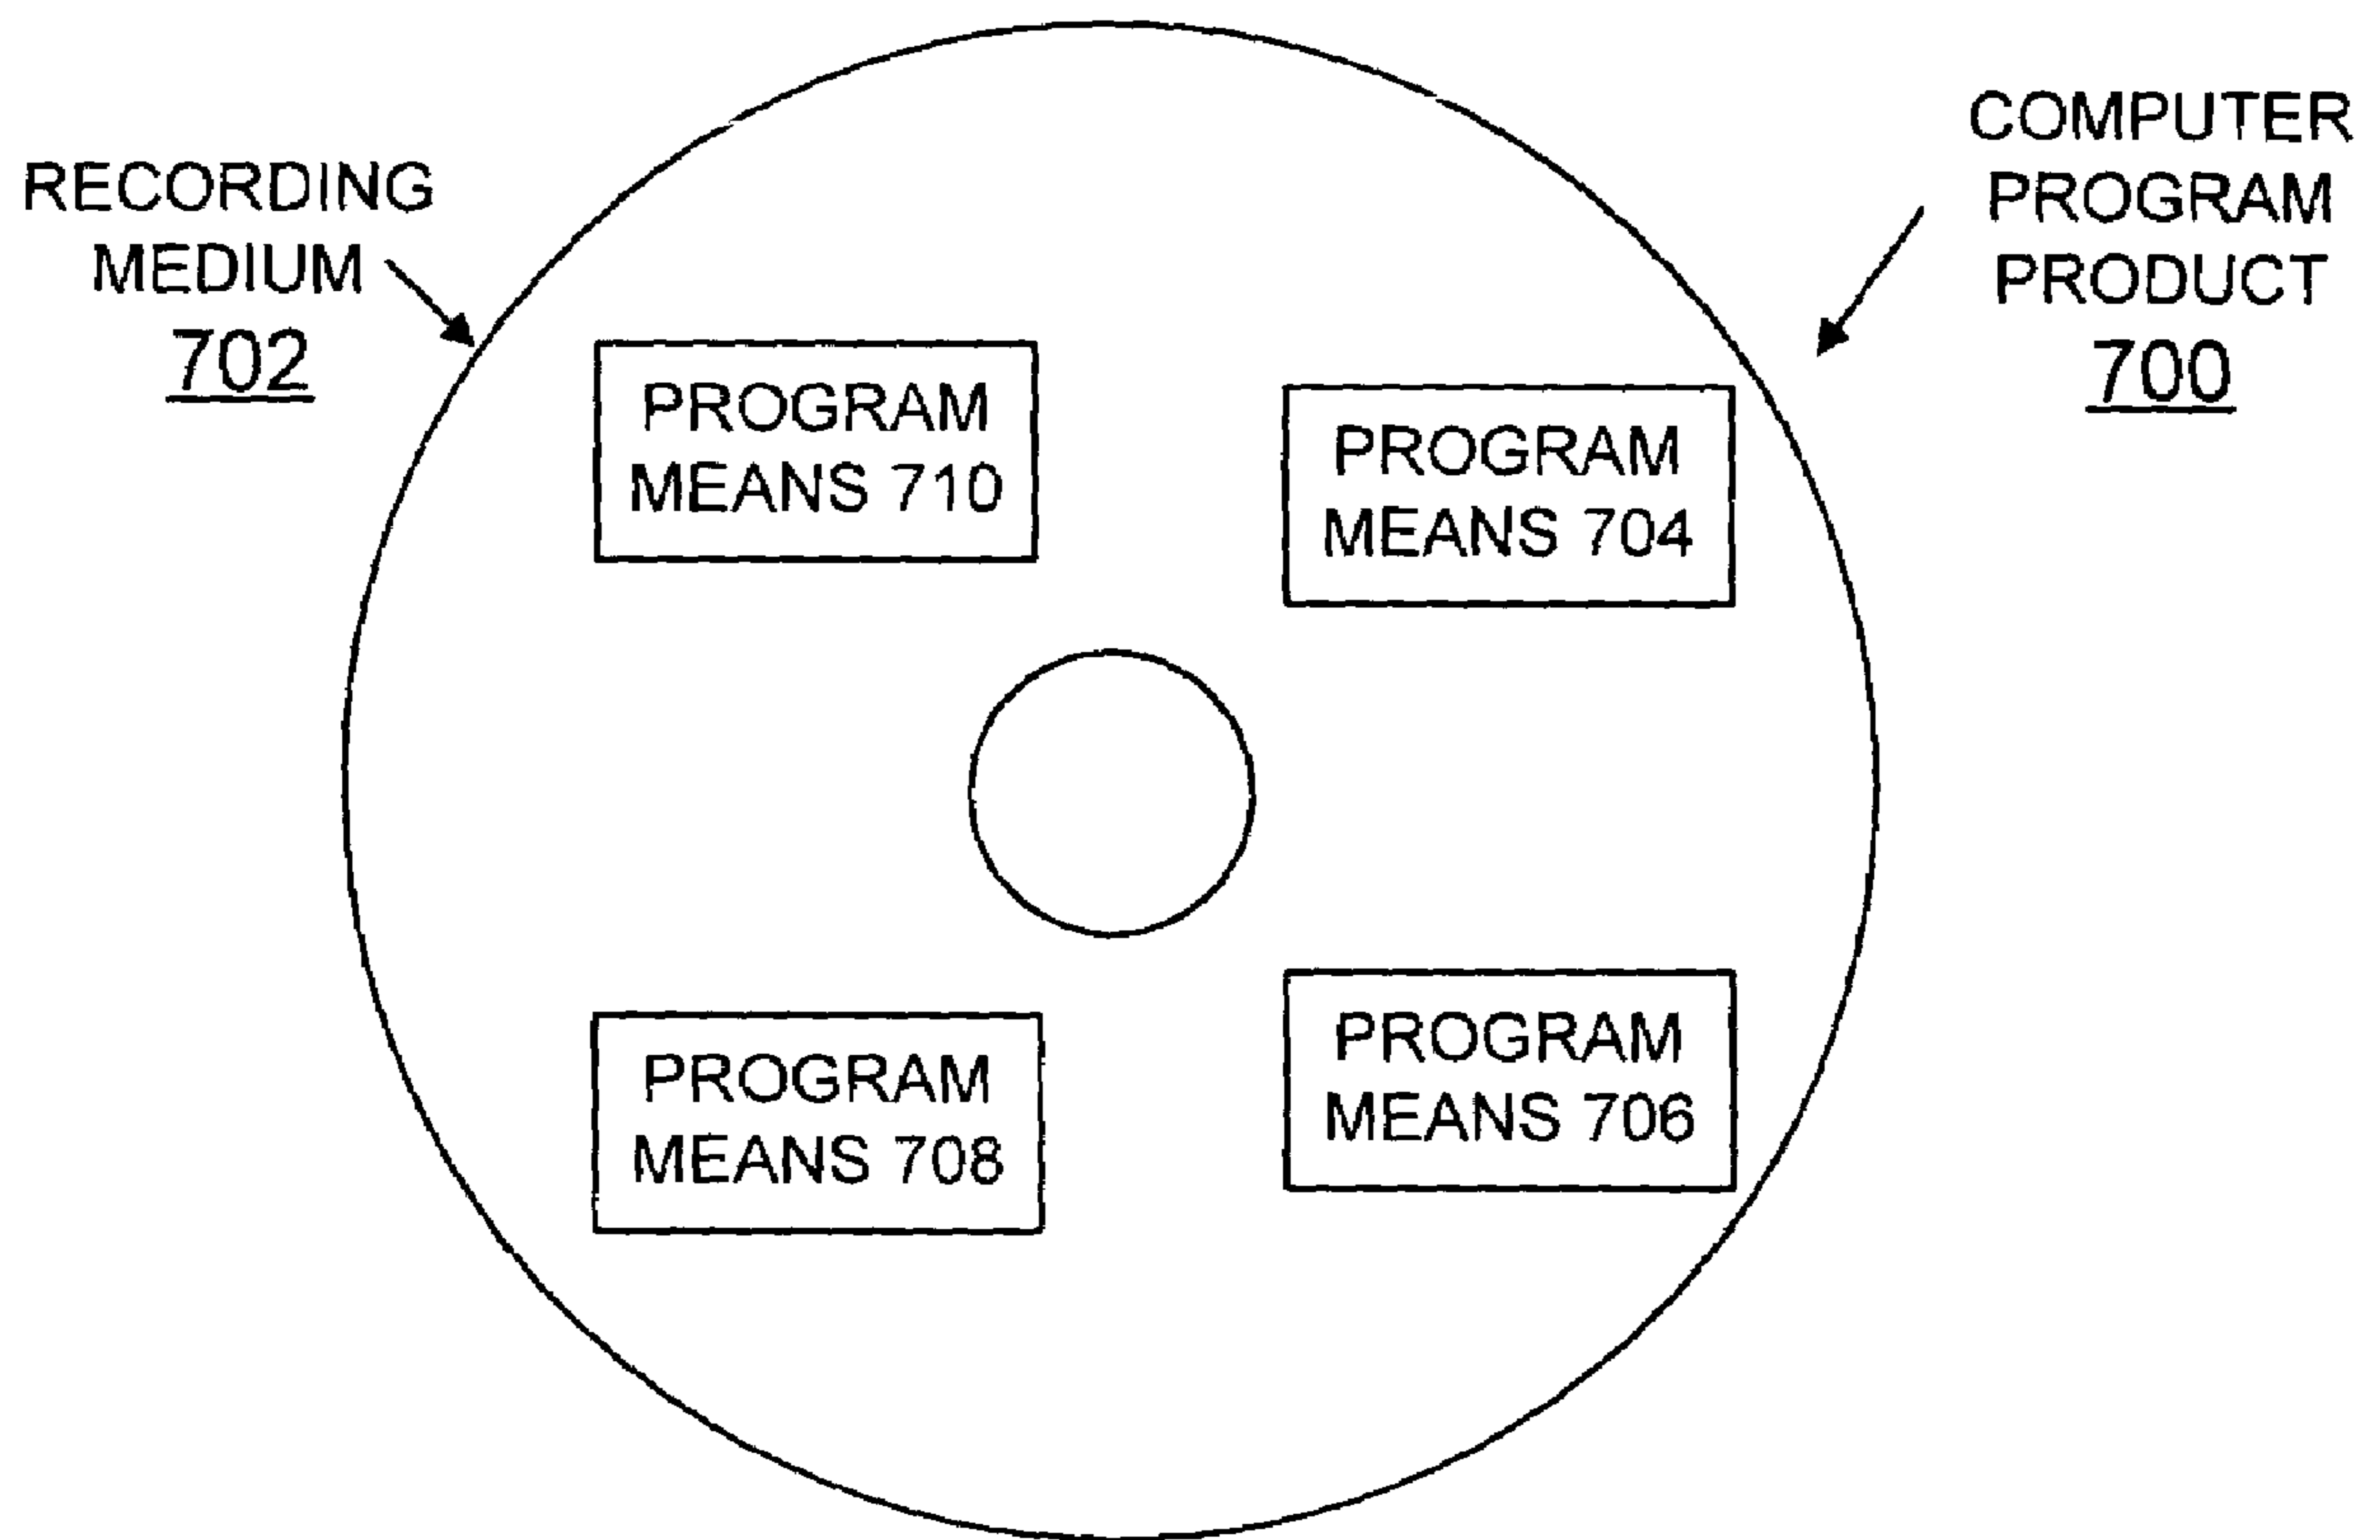 RECORDING
MEDIUM
702
COMPUTER
PROGRAM
PRODUCT
700
PROGRAM
MEANS 710
PROGRAM
MEANS 704
PROGRAM
MEANS 708
PROGRAM
MEANS 706